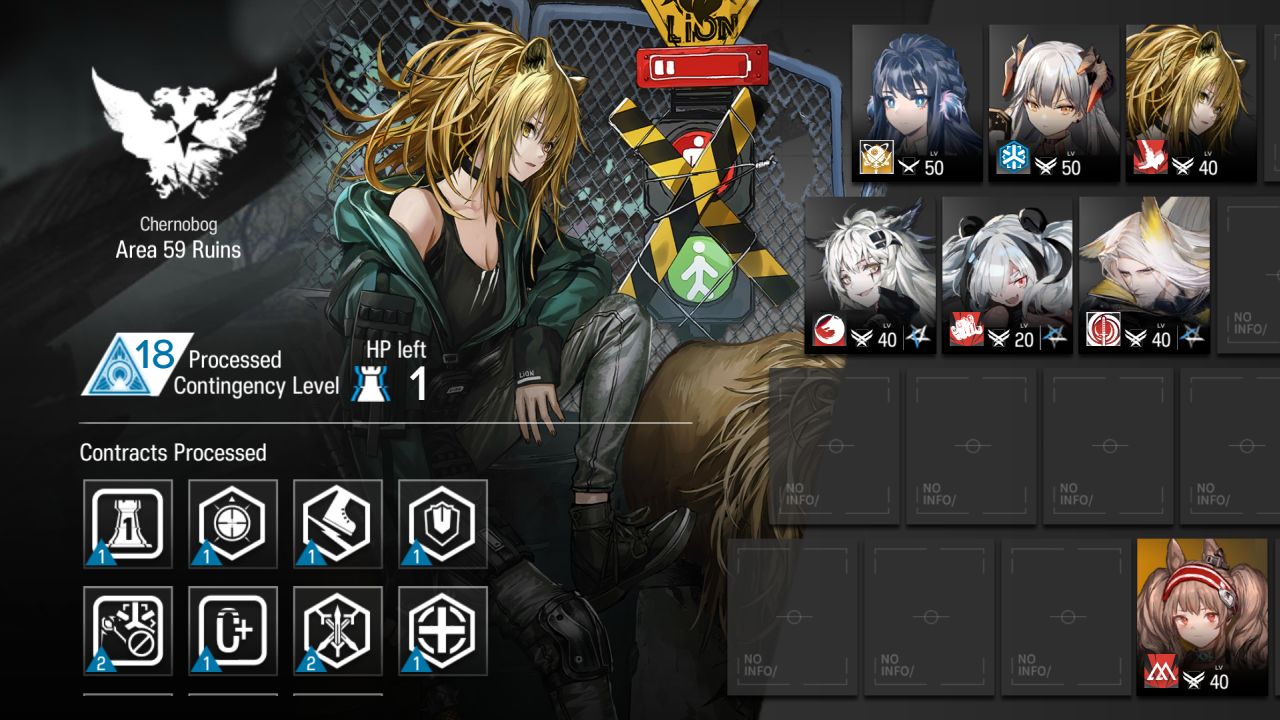 LiON
Chernobog
Area 59 Ruins
18
Processed
Contingency Level
HP left
1
LiON
Contracts Processed
1
1
1
1
1
2
1
2
1
LV
50
LV
50
LV
40
LV
40
LV
20
LV
40
NO
INFO/
NO
INFO/
NO
INFO/
NO
INFO/
NO
INFO/
NO
INFO/
NO
INFO/
NO
INFO/
LV
40